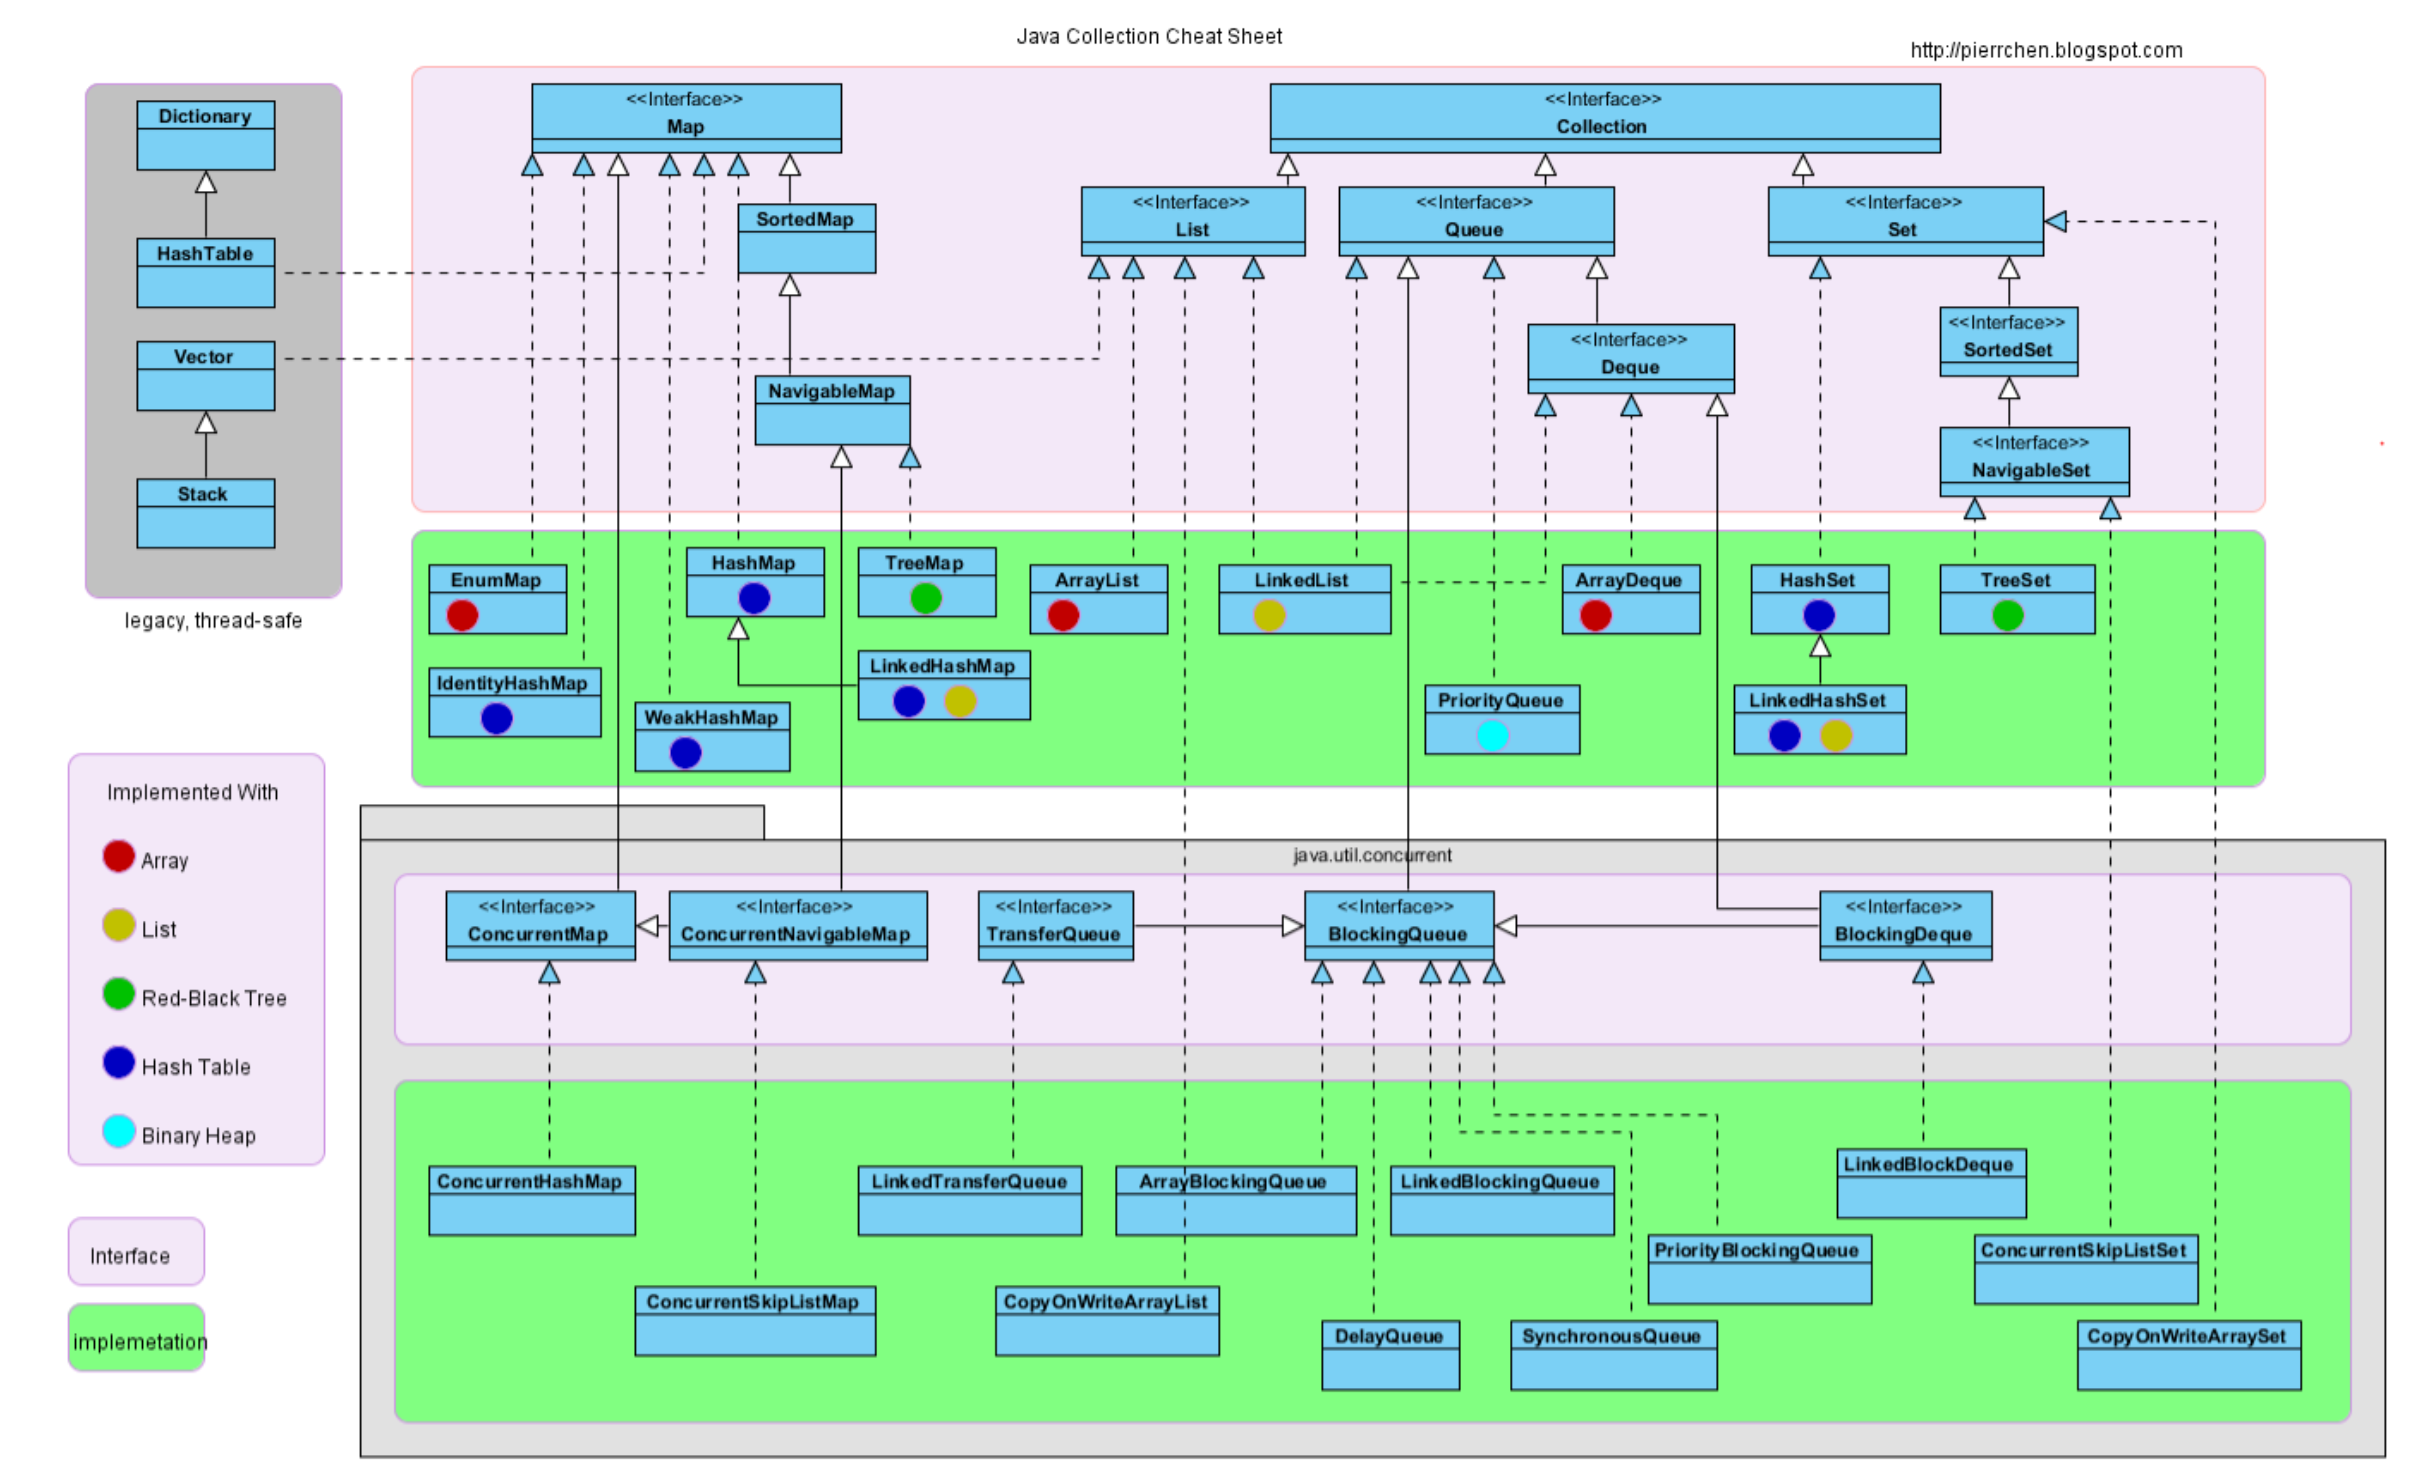 Java Collection Cheat Sheet
http://pierrchen.blogspot.com
Dictionary
HashTable
Vector
Stack
legacy, thread-safe
<<Interface>>
Map
SortedMap
NavigableMap
<<Interface>>
Collection
<<Interface>>
List
<<Interface>>
Queue
<<Interface>>
Set
<<Interface>>
Deque
<<Interface>>
SortedSet
<<Interface>>
NavigableSet
EnumMap
HashMap
TreeMap
ArrayList
LinkedList
ArrayDeque
HashSet
TreeSet
IdentityHashMap
WeakHashMap
LinkedHashMap
PriorityQueue
LinkedHashSet
Implemented With
Array
List
Red-Black Tree
Hash Table
Binary Heap
Interface
implemetation
java.util.concurrent
<<Interface>>
ConcurrentMap
<<Interface>>
ConcurrentNavigableMap
<<Interface>>
TransferQueue
<<Interface>>
BlockingQueue
<<Interface>>
BlockingDeque
ConcurrentHashMap
LinkedTransferQueue
ArrayBlockingQueue
LinkedBlockingQueue
LinkedBlockDeque
PriorityBlockingQueue
ConcurrentSkipListSet
ConcurrentSkipListMap
CopyOnWriteArrayList
DelayQueue
SynchronousQueue
CopyOnWriteArraySet